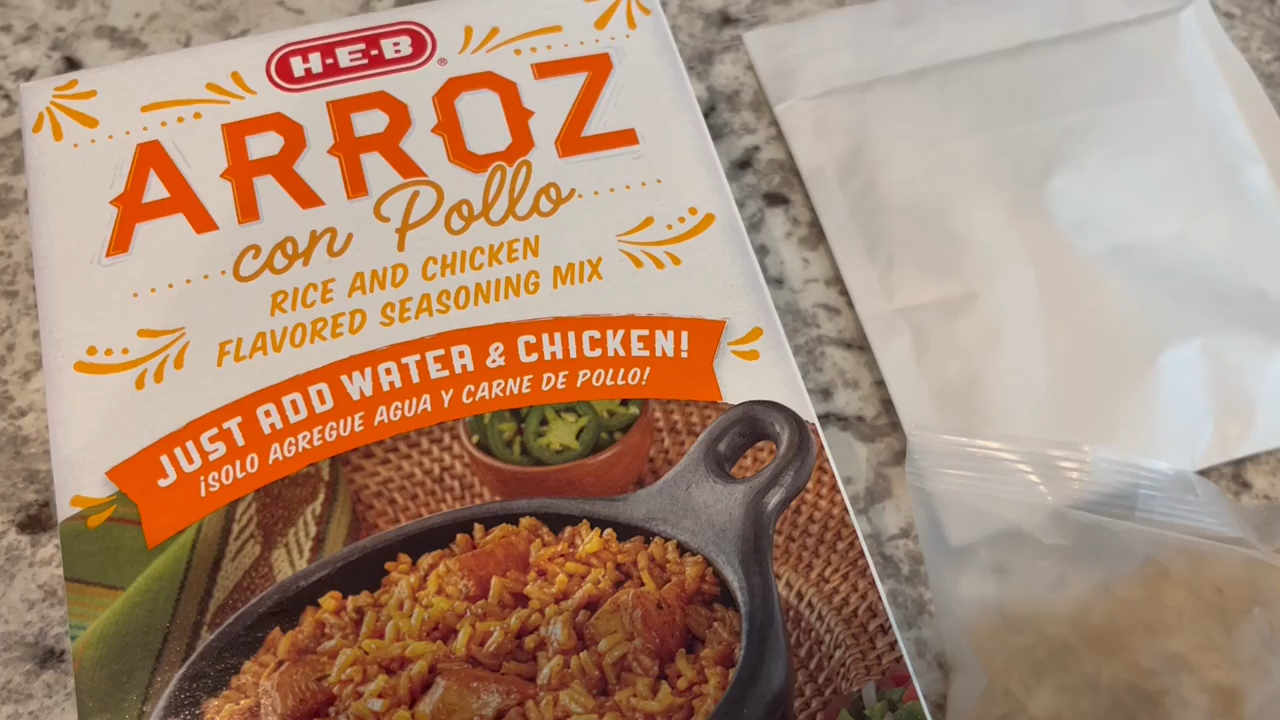 H-E-B®
ARROZ
con Pollo
RICE AND CHICKEN
FLAVORED SEASONING MIX
JUST ADD WATER & CHICKEN!
¡SOLO AGREGUE AGUA Y CARNE DE POLLO!